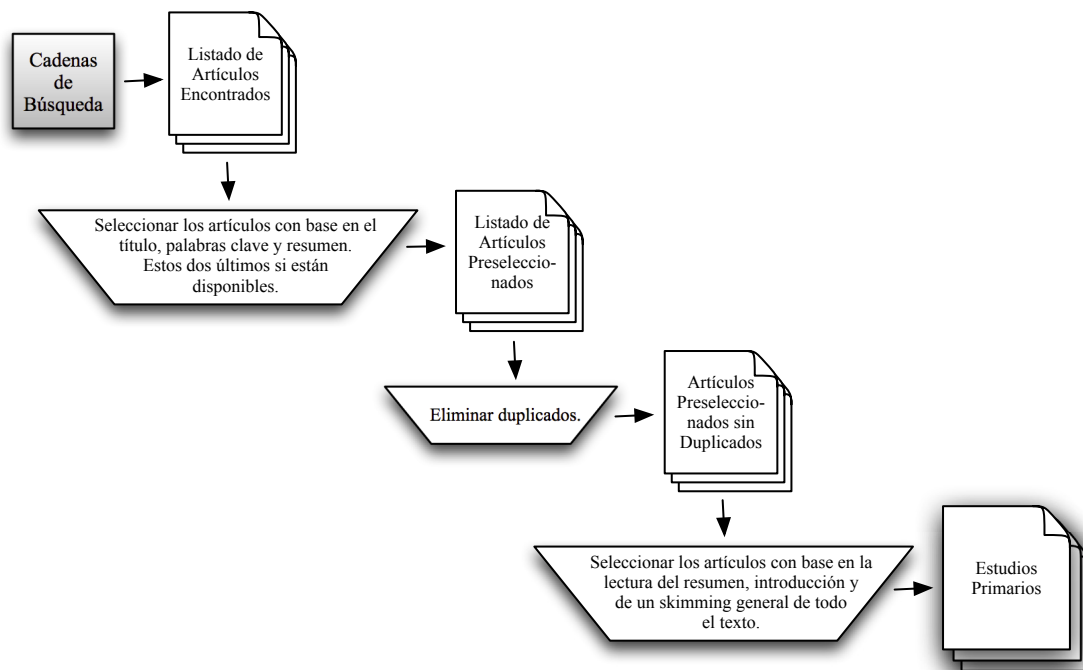 Cadenas
de
Búsqueda
Listado de
Artículos
Encontrados
Seleccionar los artículos con base en el
título, palabras clave y resumen.
Estos dos últimos si están
disponibles.
Listado de
Artículos
Preseleccio-
nados
Eliminar duplicados.
Artículos
Preseleccio-
nados sin
Duplicados
Seleccionar los artículos con base en la
lectura del resumen, introducción y
de un skimming general de todo
el texto.
Estudios
Primarios